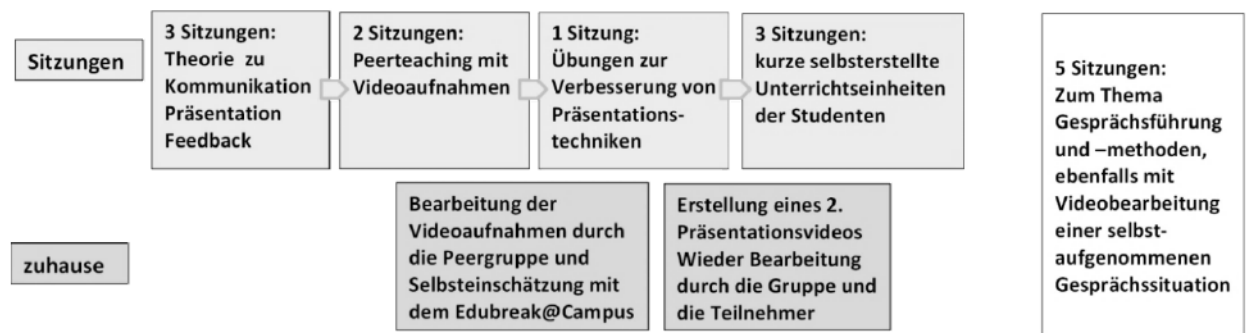 Sitzungen
3 Sitzungen:
Theorie zu
Kommunikation
Präsentation
Feedback
2 Sitzungen:
Peerteaching mit
Videoaufnahmen
1 Sitzung:
Übungen zur
Verbesserung von
Präsentations-
techniken
3 Sitzungen:
kurze selbsterstellte
Unterrichtseinheiten
der Studenten
5 Sitzungen:
Zum Thema
Gesprächsführung
und –methoden,
ebenfalls mit
Videobearbeitung
einer selbst-
aufgenommenen
Gesprächssituation
zuhause
Bearbeitung der
Videoaufnahmen durch
die Peergruppe und
Selbsteinschätzung mit
dem Edubreak@Campus
Erstellung eines 2.
Präsentationsvideos
Wieder Bearbeitung
durch die Gruppe und
die Teilnehmer